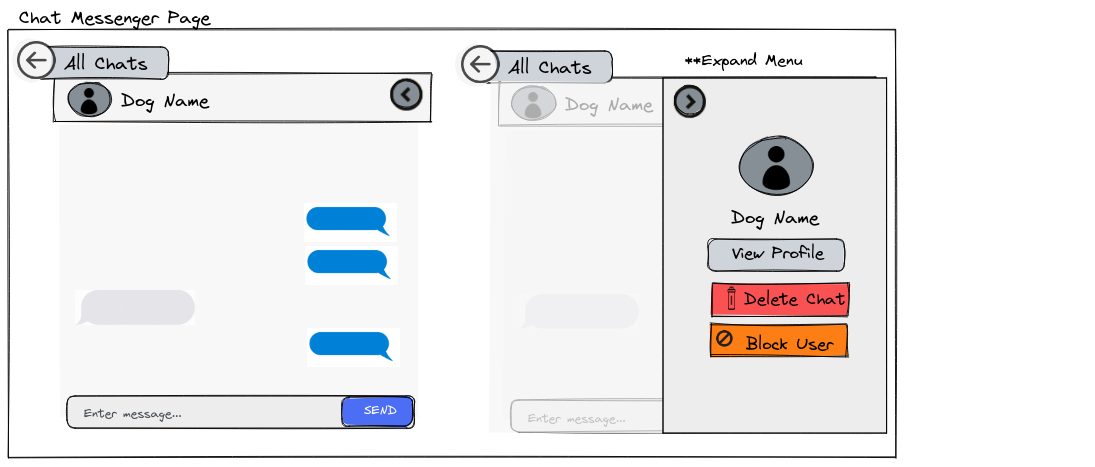 Chat Messenger Page
All Chats
Dog Name
Enter message...
SEND
All Chats
**Expand Menu
Dog Name
Enter message...
Dog Name
View Profile
Delete Chat
Block User